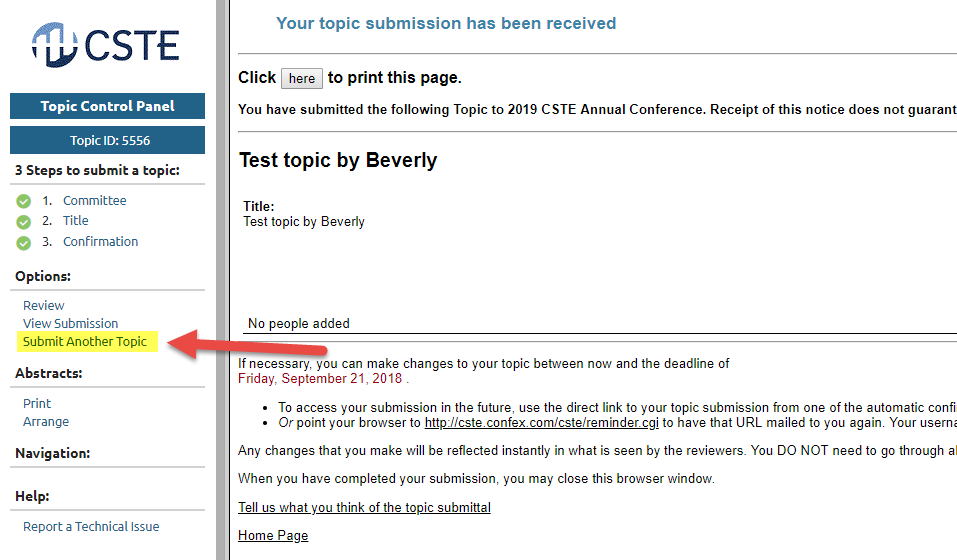 CSTE
Topic Control Panel
Topic ID: 5556
3 Steps to submit a topic:
1. Committee
2. Title
3. Confirmation
Options:
Review
View Submission
Submit Another Topic
Abstracts:
Print
Arrange
Navigation:
Help:
Report a Technical Issue
Your topic submission has been received
Click here to print this page.
You have submitted the following Topic to 2019 CSTE Annual Conference. Receipt of this notice does not guarant
Test topic by Beverly
Title:
Test topic by Beverly
No people added
If necessary, you can make changes to your topic between now and the deadline of
Friday, September 21, 2018 .
• To access your submission in the future, use the direct link to your topic submission from one of the automatic confi
• Or point your browser to http://cste.confex.com/cste/reminder.cgi to have that URL mailed to you again. Your userna
Any changes that you make will be reflected instantly in what is seen by the reviewers. You DO NOT need to go through al
When you have completed your submission, you may close this browser window.
Tell us what you think of the topic submittal
Home Page